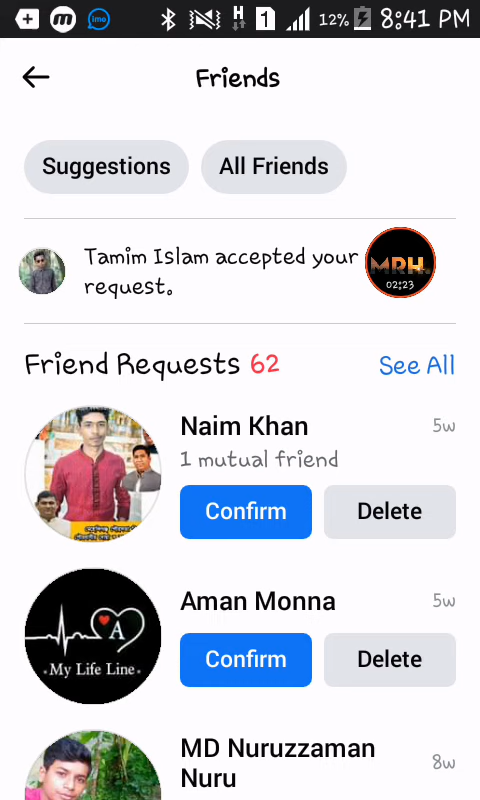 imo
H
1
12%
8:41 PM
Friends
Suggestions
All Friends
Tamim Islam accepted your
request.
MRH.
02:23
Friend Requests 62
See All
Naim Khan
5w
1 mutual friend
Confirm
Delete
Aman Monna
5w
A
My Life Line
Confirm
Delete
MD Nuruzzaman
Nuru
8w